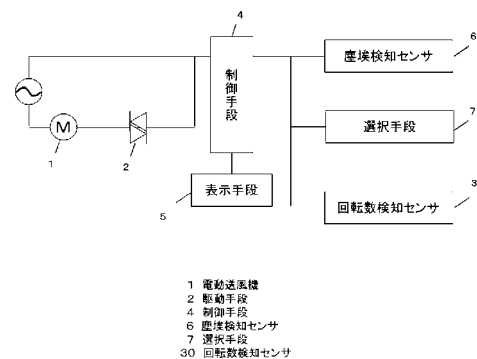 4
制御手段
塵埃検知センサ
6
選択手段
7
回転数検知センサ
3
M
1
2
表示手段
5
1 電動送風機
2 駆動手段
4 制御手段
6 塵埃検知センサ
7 選択手段
30 回転数検知センサ